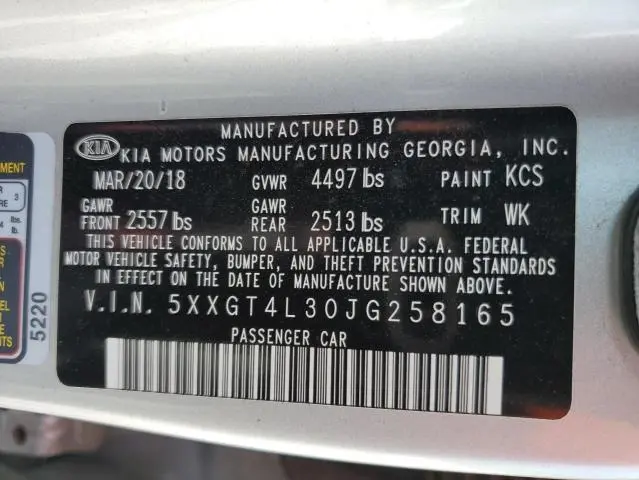 MANUFACTURED BY
KIA KIA MOTORS MANUFACTURING GEORGIA, INC.
MAR/20/18 GVWR 4497 lbs PAINT KCS
GAWR FRONT 2557 lbs GAWR REAR 2513 lbs TRIM WK
THIS VEHICLE CONFORMS TO ALL APPLICABLE U.S.A. FEDERAL
MOTOR VEHICLE SAFETY, BUMPER, AND THEFT PREVENTION STANDARDS
IN EFFECT ON THE DATE OF MANUFACTURE SHOWN ABOVE.
V.I.N. 5XXGT4L30JG258165
PASSENGER CAR
5220
3
lbs.